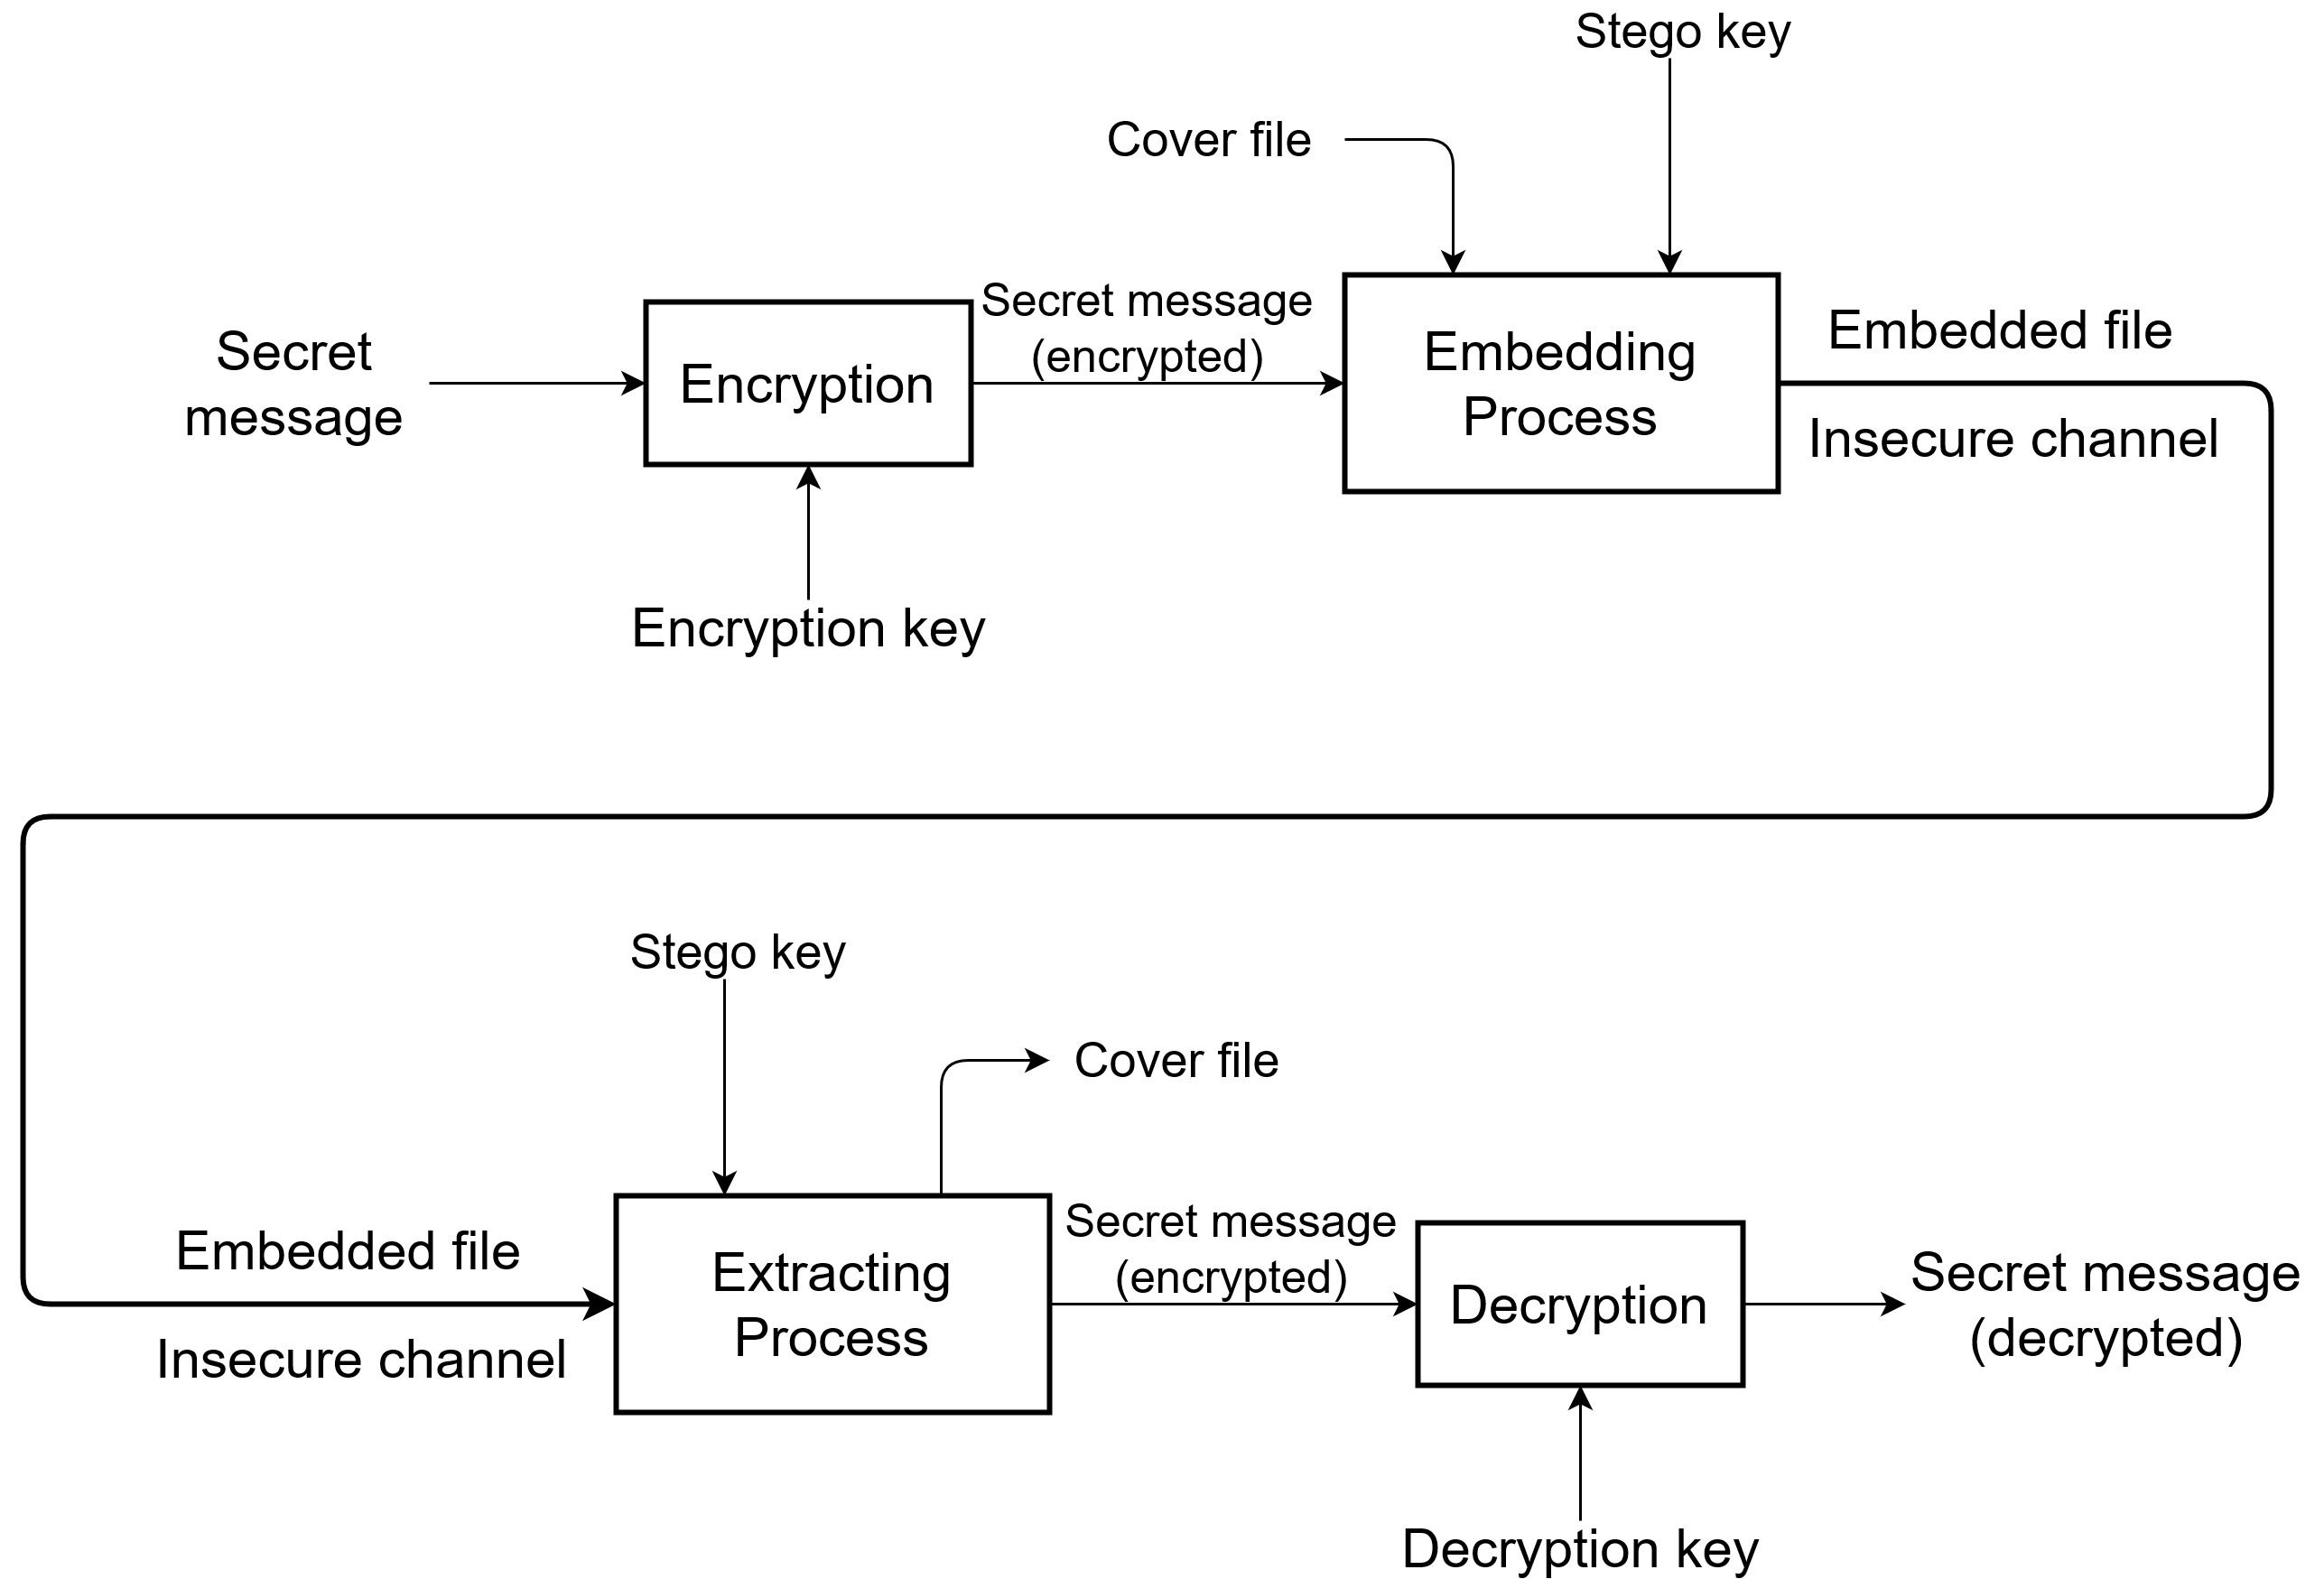 Stego key
Cover file
Secret
message
Encryption
Secret message
(encrypted)
Embedding
Process
Embedded file
Insecure channel
Encryption key
Stego key
Cover file
Embedded file
Insecure channel
Extracting
Process
Secret message
(encrypted)
Decryption
Secret message
(decrypted)
Decryption key